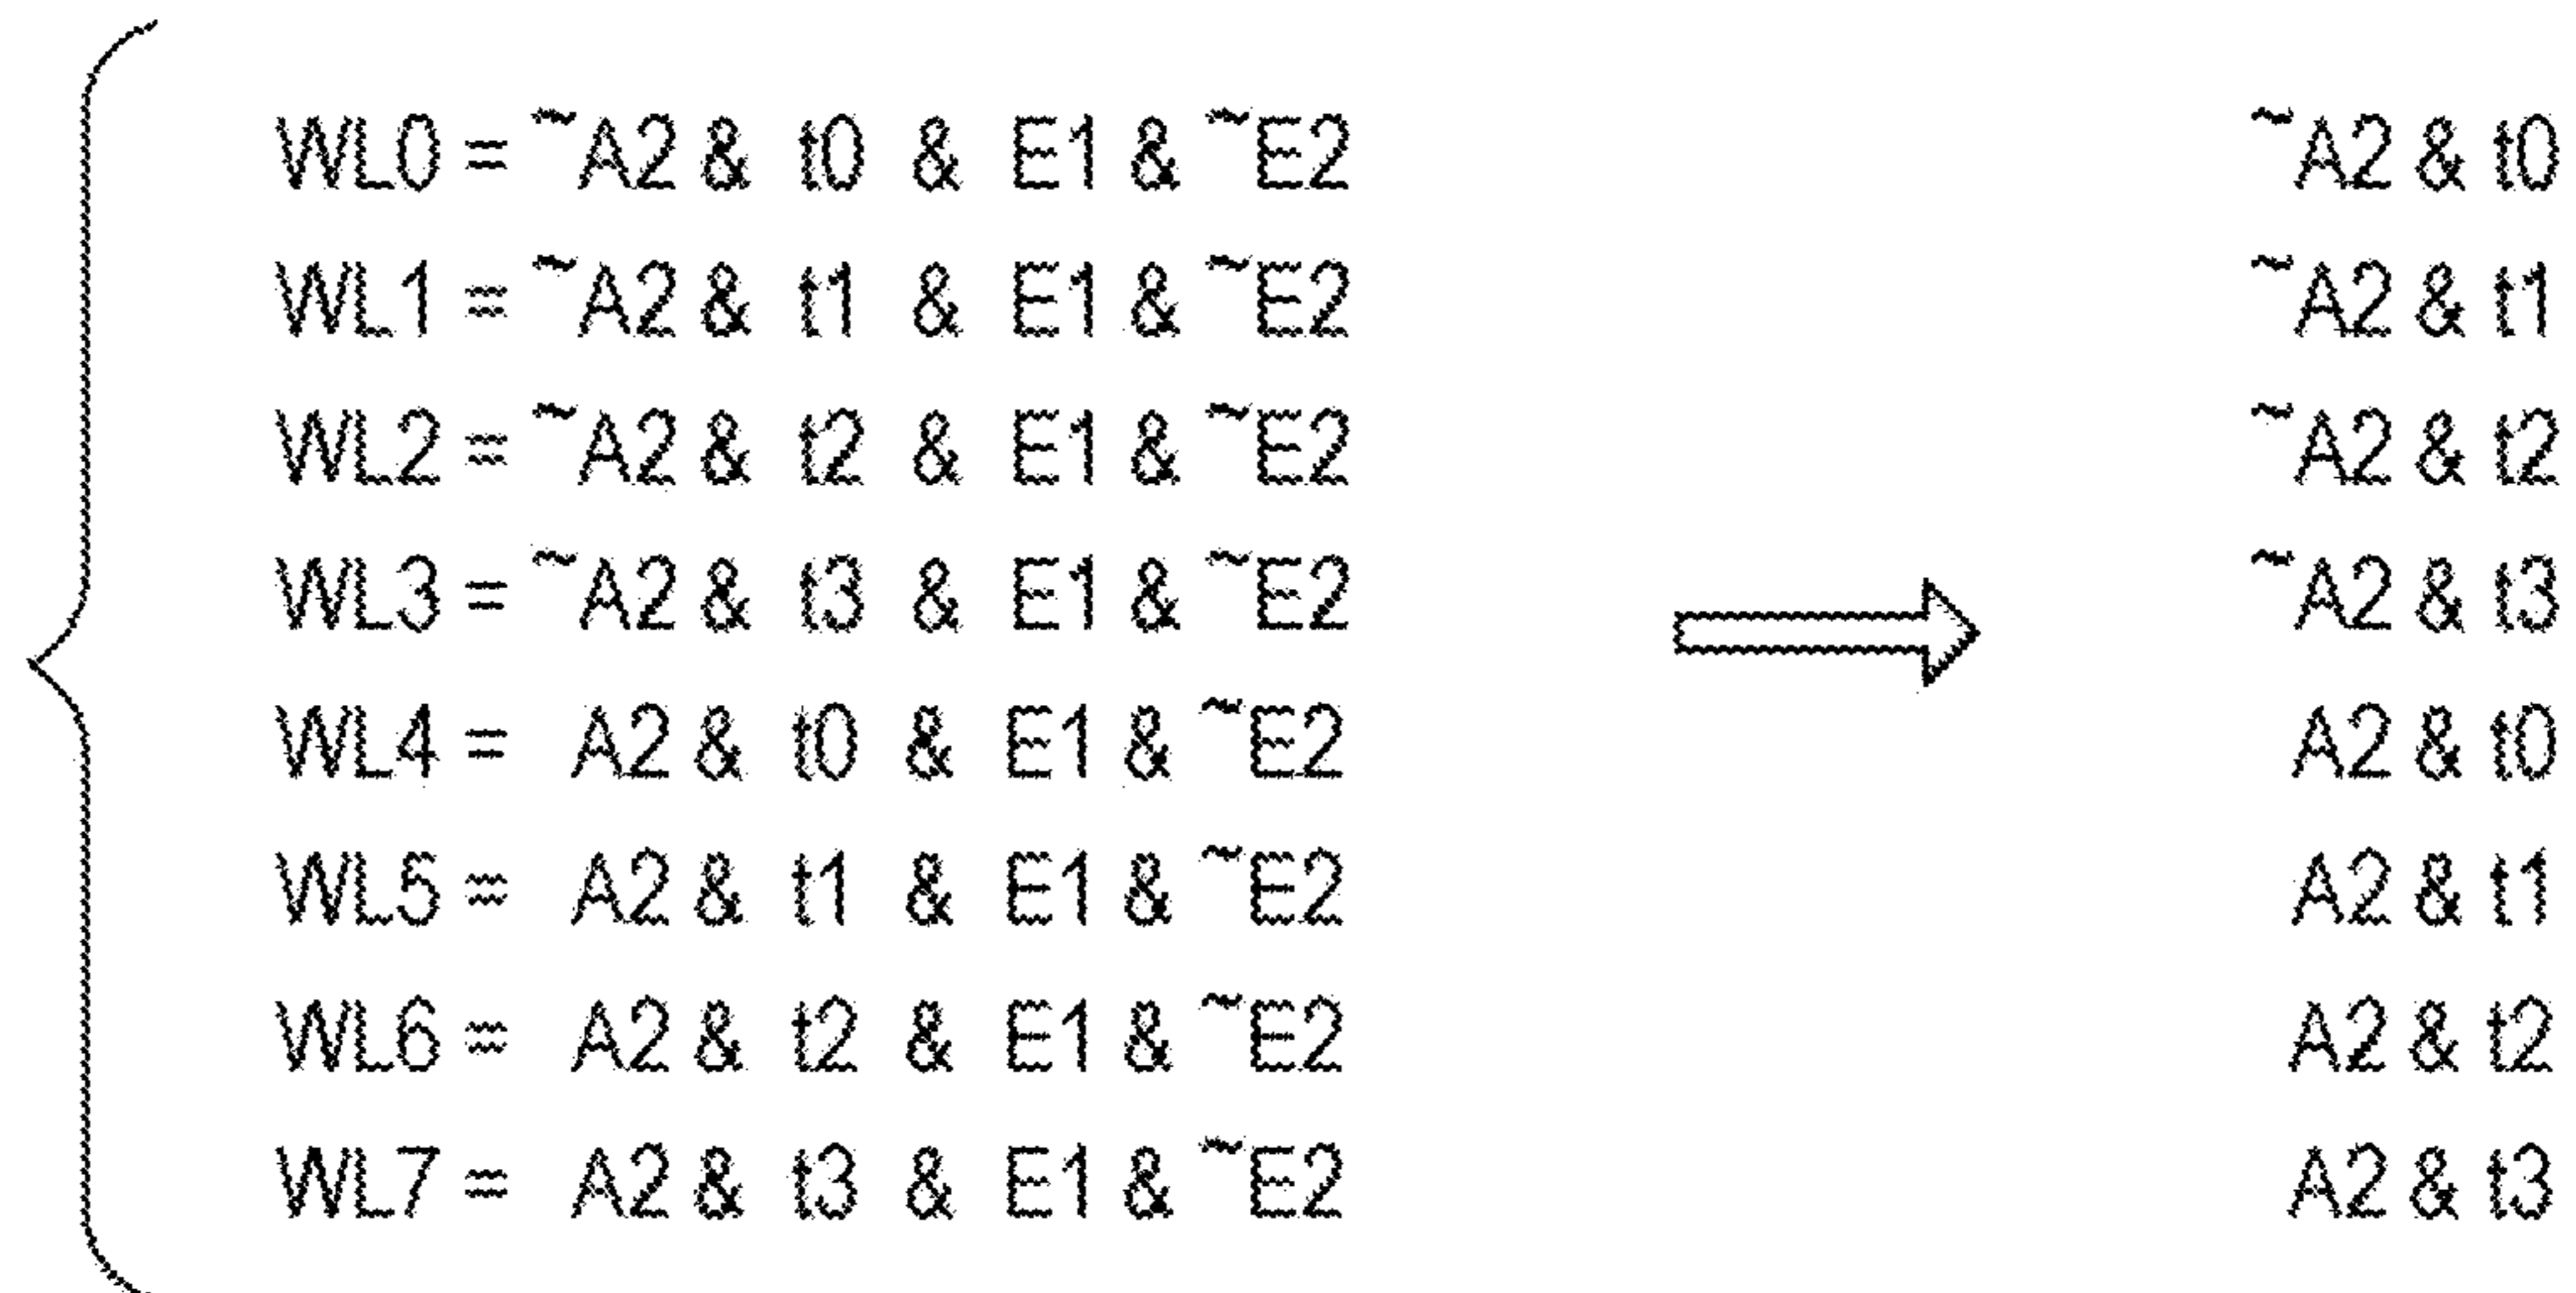 WL0 = ~A2 & t0 & E1 & ~E2 ~A2 & t0
WL1 = ~A2 & t1 & E1 & ~E2 ~A2 & t1
WL2 = ~A2 & t2 & E1 & ~E2 ~A2 & t2
WL3 = ~A2 & t3 & E1 & ~E2 ~A2 & t3
WL4 = A2 & t0 & E1 & ~E2 A2 & t0
WL5 = A2 & t1 & E1 & ~E2 A2 & t1
WL6 = A2 & t2 & E1 & ~E2 A2 & t2
WL7 = A2 & t3 & E1 & ~E2 A2 & t3